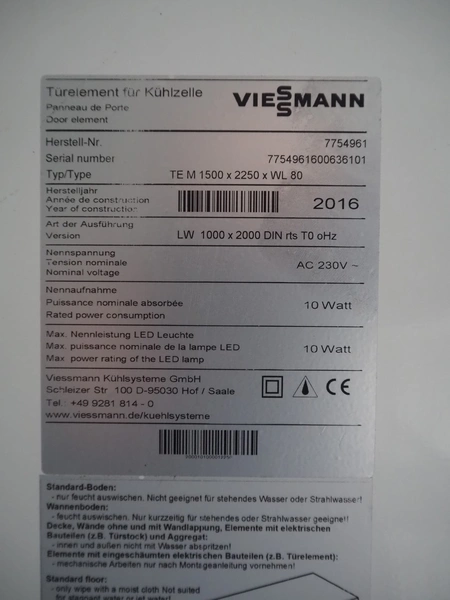 Türelement für Kühlzelle
Panneau de Porte
Door element
VIESSMANN
Herstell-Nr. 7754961
Serial number 7754961600636101
Typ/Type TE M 1500 x 2250 x WL 80
Herstelljahr
Année de construction
Year of construction
2016
Art der Ausführung
Version
LW 1000 x 2000 DIN rts T0 oHz
Nennspannung
Tension nominale
Nominal voltage
AC 230V ~
Nennaufnahme
Puissance nominale absorbée
Rated power consumption
10 Watt
Max. Nennleistung LED Leuchte
Max. puissance nominale de la lampe LED
Max. power rating of the LED lamp
10 Watt
Viessmann Kühlsysteme GmbH
Schleizer Str. 100 D-95030 Hof / Saale
Tel.: +49 9281 814 - 0
www.viessmann.de/kuehlsysteme
CE
Standard-Boden:
- nur feucht auswischen. Nicht geeignet für stehendes Wasser oder Strahlwasser!
Wannenboden:
- feucht auswischen. Nur kurzzeitig für stehendes oder Strahlwasser geeignet!
Decke, Wände ohne und mit Wandlappung, Elemente mit elektrischen
Bauteilen (z.B. Türstock) und Aggregat:
- innen und außen nicht mit Wasser abspritzen!
Elemente mit eingeschäumten elektrischen Bauteilen (z.B. Türelement):
- mechanische Arbeiten nur nach Montageanleitung vornehmen!
Standard floor:
- only wipe with a moist cloth Not suited
for stagnant water or jet water!